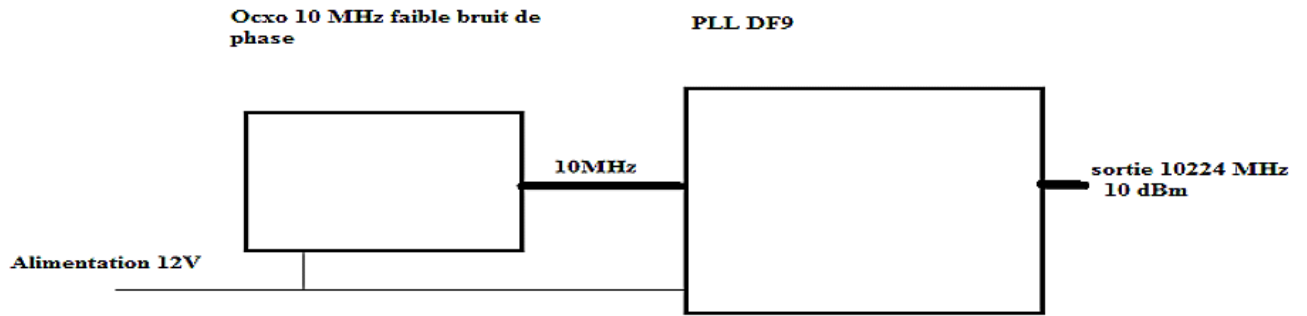 Ocxo 10 MHz faible bruit de
phase
PLL DF9
10MHz
sortie 10224 MHz
10 dBm
Alimentation 12V